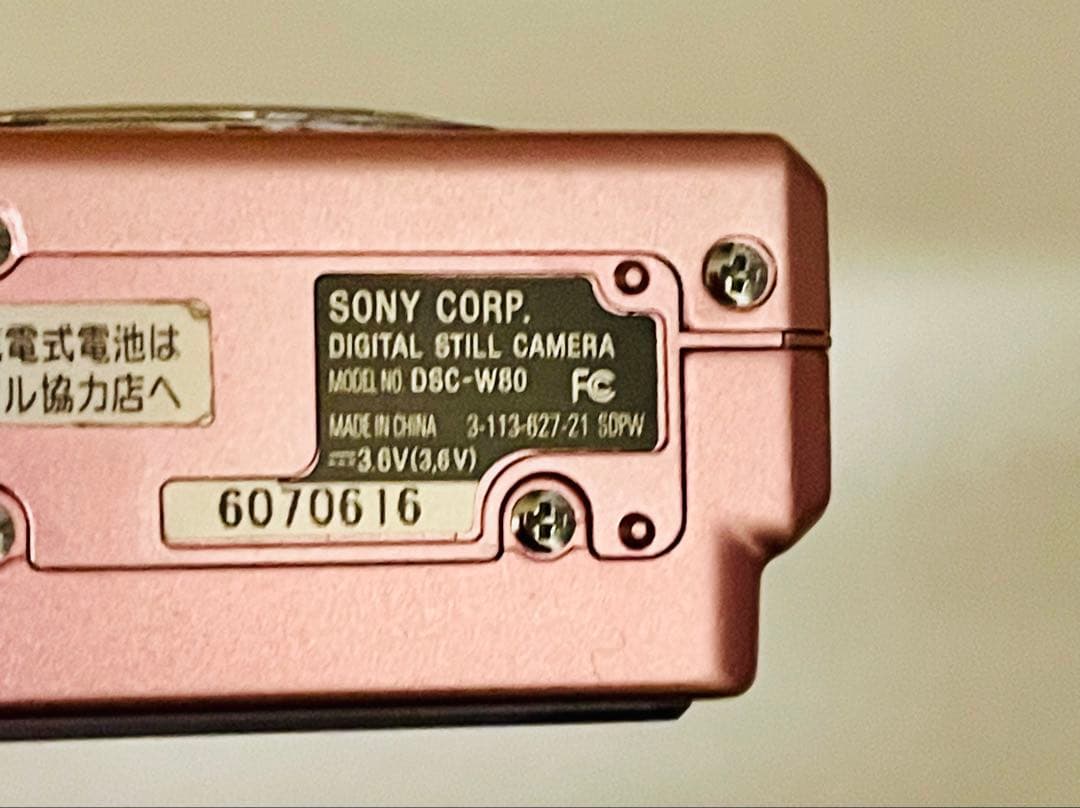 電式電池は
ル協力店へ
SONY CORP.
DIGITAL STILL CAMERA
MODEL NO. DSC-W80 FC
MADE IN CHINA 3-113-627-21 SDPW
⎓3.6V(3,6V)
6070616